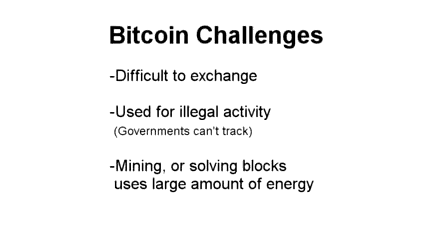 Bitcoin Challenges
-Difficult to exchange
-Used for illegal activity
(Governments can't track)
-Mining, or solving blocks
uses large amount of energy